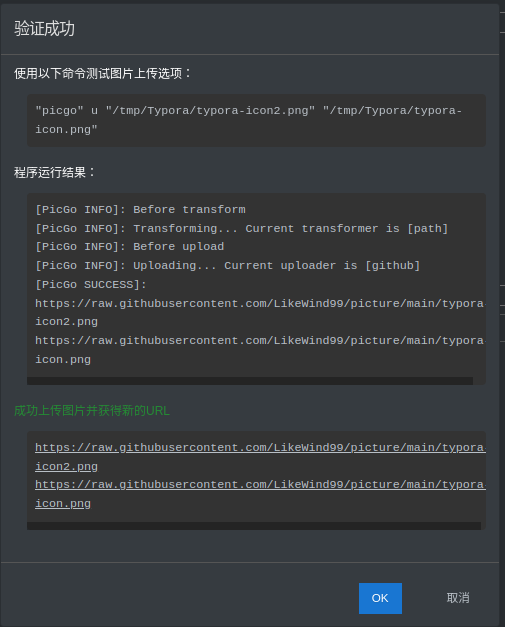 验证成功
使用以下命令测试图片上传选项：
"picgo" u "/tmp/Typora/typora-icon2.png" "/tmp/Typora/typora-
icon.png"
程序运行结果：
[PicGo INFO]: Before transform
[PicGo INFO]: Transforming... Current transformer is [path]
[PicGo INFO]: Before upload
[PicGo INFO]: Uploading... Current uploader is [github]
[PicGo SUCCESS]:
https://raw.githubusercontent.com/LikeWind99/picture/main/typora-
icon2.png
https://raw.githubusercontent.com/LikeWind99/picture/main/typora-
icon.png
成功上传图片并获得新的URL
https://raw.githubusercontent.com/LikeWind99/picture/main/typora-
icon2.png
https://raw.githubusercontent.com/LikeWind99/picture/main/typora-
icon.png
OK 取消